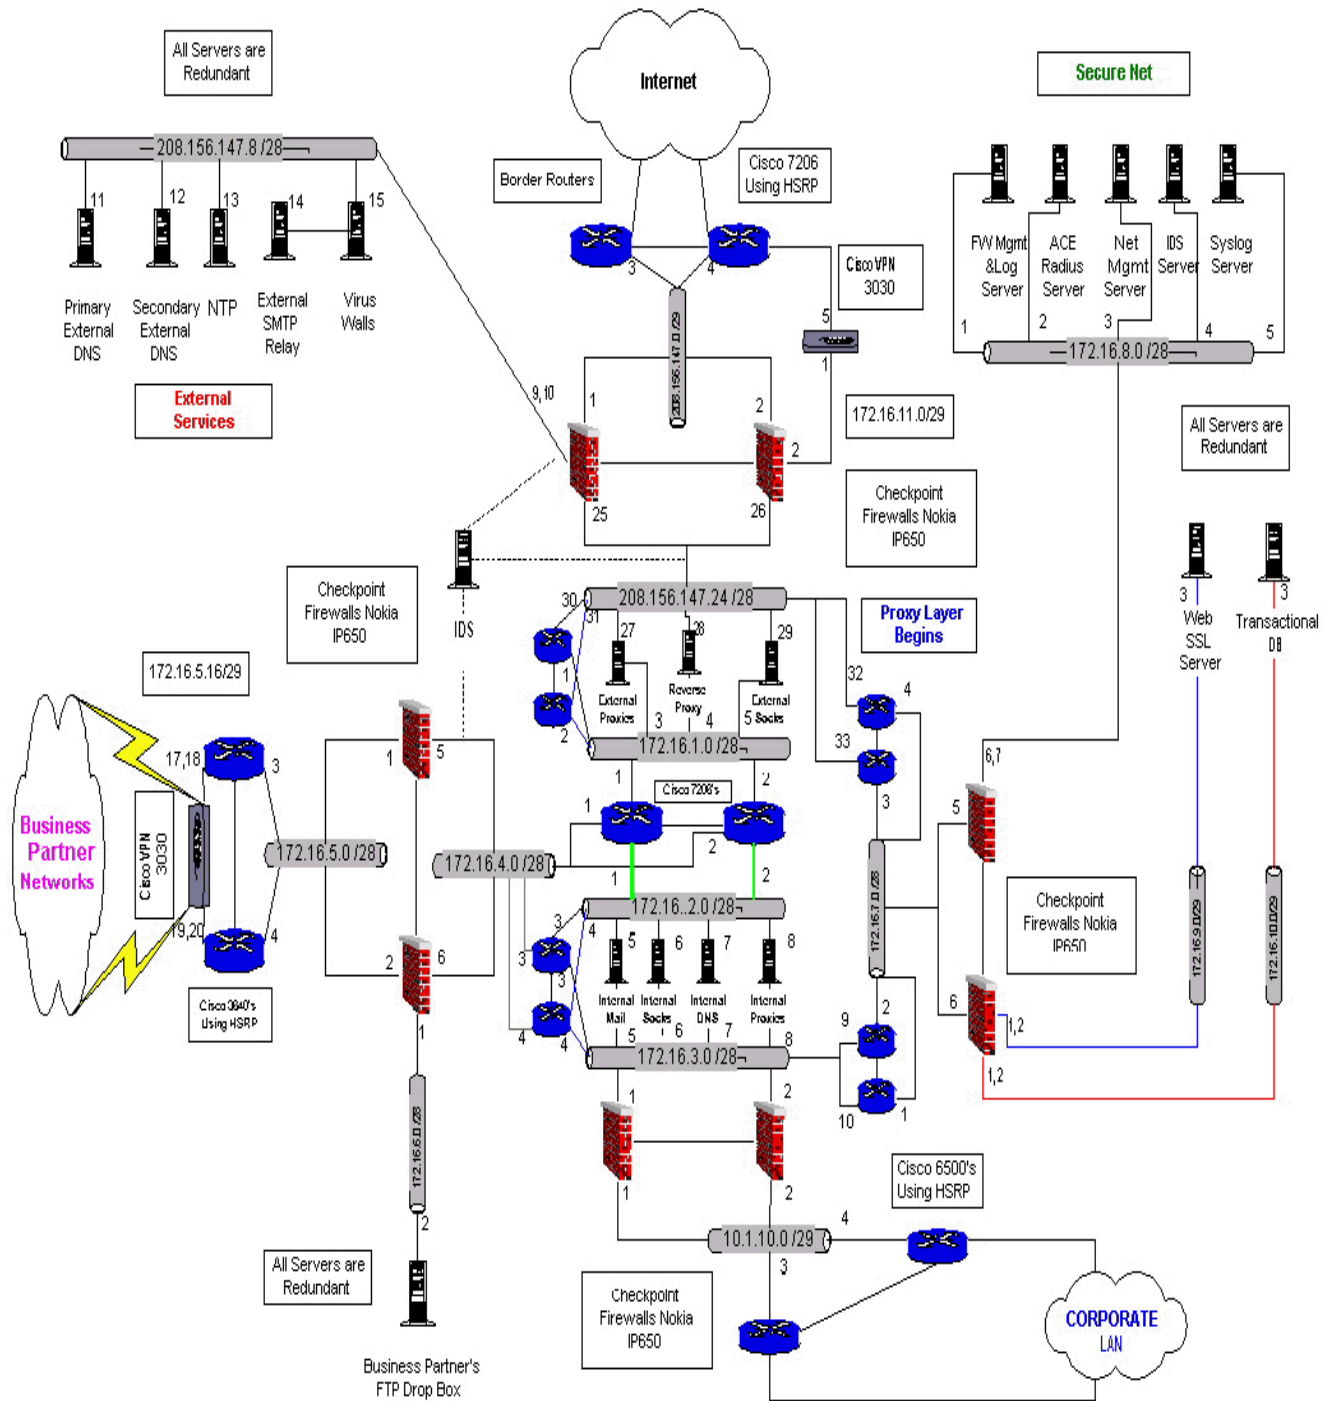 All Servers are
Redundant
Internet
Secure Net
208.156.147.8 /28
Border Routers
Cisco 7206
Using HSRP
11
12
13
14
15
Primary
External
DNS
Secondary
External
DNS
NTP
External
SMTP
Relay
Virus
Walls
External
Services
3
4
Cisco VPN
3030
5
1
208.156.147.0 /29
FW Mgmt
&Log
Server
ACE
Radius
Server
Net
Mgmt
Server
IDS
Server
Syslog
Server
1
2
3
4
5
172.16.8.0 /28
9,10
1
2
2
172.16.11.0/29
All Servers are
Redundant
25
26
Checkpoint
Firewalls Nokia
IP650
Checkpoint
Firewalls Nokia
IP650
IDS
208.156.147.24 /28
Proxy Layer
Begins
30
31
27
28
29
1
2
External
Proxies
Reverse
Proxy
External
Socks
3
4
5
172.16.1.0 /28
32
4
33
3
3
Web
SSL
Server
3
Transactional
DB
172.16.5.16/29
17,18
3
1
5
Business
Partner
Networks
Cisco VPN
3030
19,20
4
172.16.5.0 /28
2
6
Cisco 3640's
Using HSRP
1
2
Cisco 7206's
1
2
172.16.4.0 /28
1
2
172.16..2.0 /28
3
4
3
3
4
4
5
6
7
8
Internal
Mail
Internal
Socks
Internal
DNS
Internal
Proxies
5
6
7
8
172.16.3.0 /28
172.16.7.0 /28
6,7
5
Checkpoint
Firewalls Nokia
IP650
6
1,2
1,2
172.16.9.0/29
172.16.10.0/29
9
2
10
1
1
172.16.6.0 /28
2
1
2
1
2
Cisco 6500's
Using HSRP
10.1.10.0 /29
4
3
All Servers are
Redundant
Checkpoint
Firewalls Nokia
IP650
CORPORATE
LAN
Business Partner's
FTP Drop Box